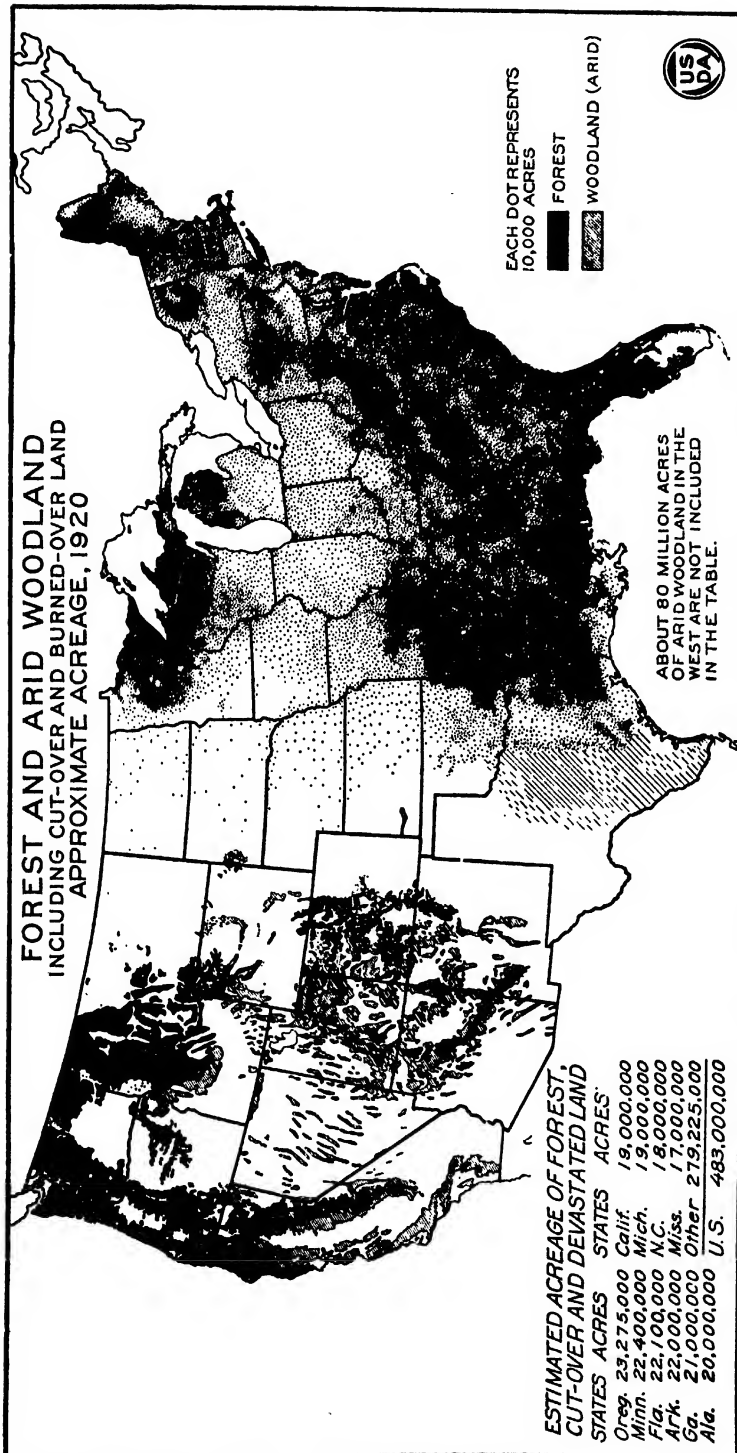 FOREST AND ARID WOODLAND
INCLUDING CUT-OVER AND BURNED-OVER LAND
APPROXIMATE ACREAGE, 1920
EACH DOT REPRESENTS
10,000 ACRES
FOREST
WOODLAND (ARID)
US
DA
ABOUT 80 MILLION ACRES
OF ARID WOODLAND IN THE
WEST ARE NOT INCLUDED
IN THE TABLE.
ESTIMATED ACREAGE OF FOREST,
CUT-OVER AND DEVASTATED LAND
STATES ACRES STATES ACRES
Oreg. 23,275,000 Calif. 19,000,000
Minn. 22,400,000 Mich. 19,000,000
Fla. 22,100,000 N.C. 18,000,000
Ark. 22,000,000 Miss. 17,000,000
Ga. 21,000,000 Other 279,225,000
Ala. 20,000,000 U.S. 483,000,000